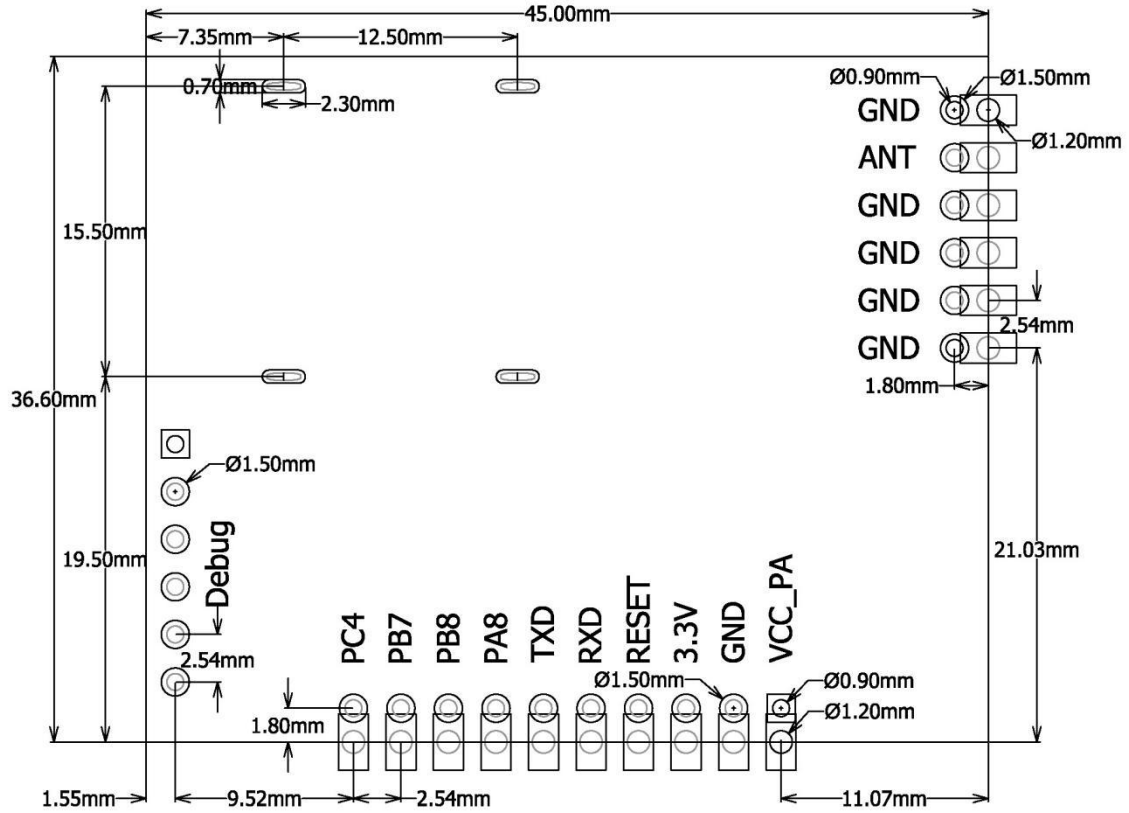 45.00mm
7.35mm
12.50mm
0.70mm
2.30mm
Ø0.90mm
Ø1.50mm
GND
Ø1.20mm
ANT
GND
15.50mm
GND
GND
2.54mm
GND
1.80mm
36.60mm
Ø1.50mm
19.50mm
Debug
21.03mm
2.54mm
PC4
PB7
PB8
PA8
TXD
RXD
RESET
3.3V
GND
VCC_PA
Ø1.50mm
Ø0.90mm
1.80mm
Ø1.20mm
1.55mm
9.52mm
2.54mm
11.07mm